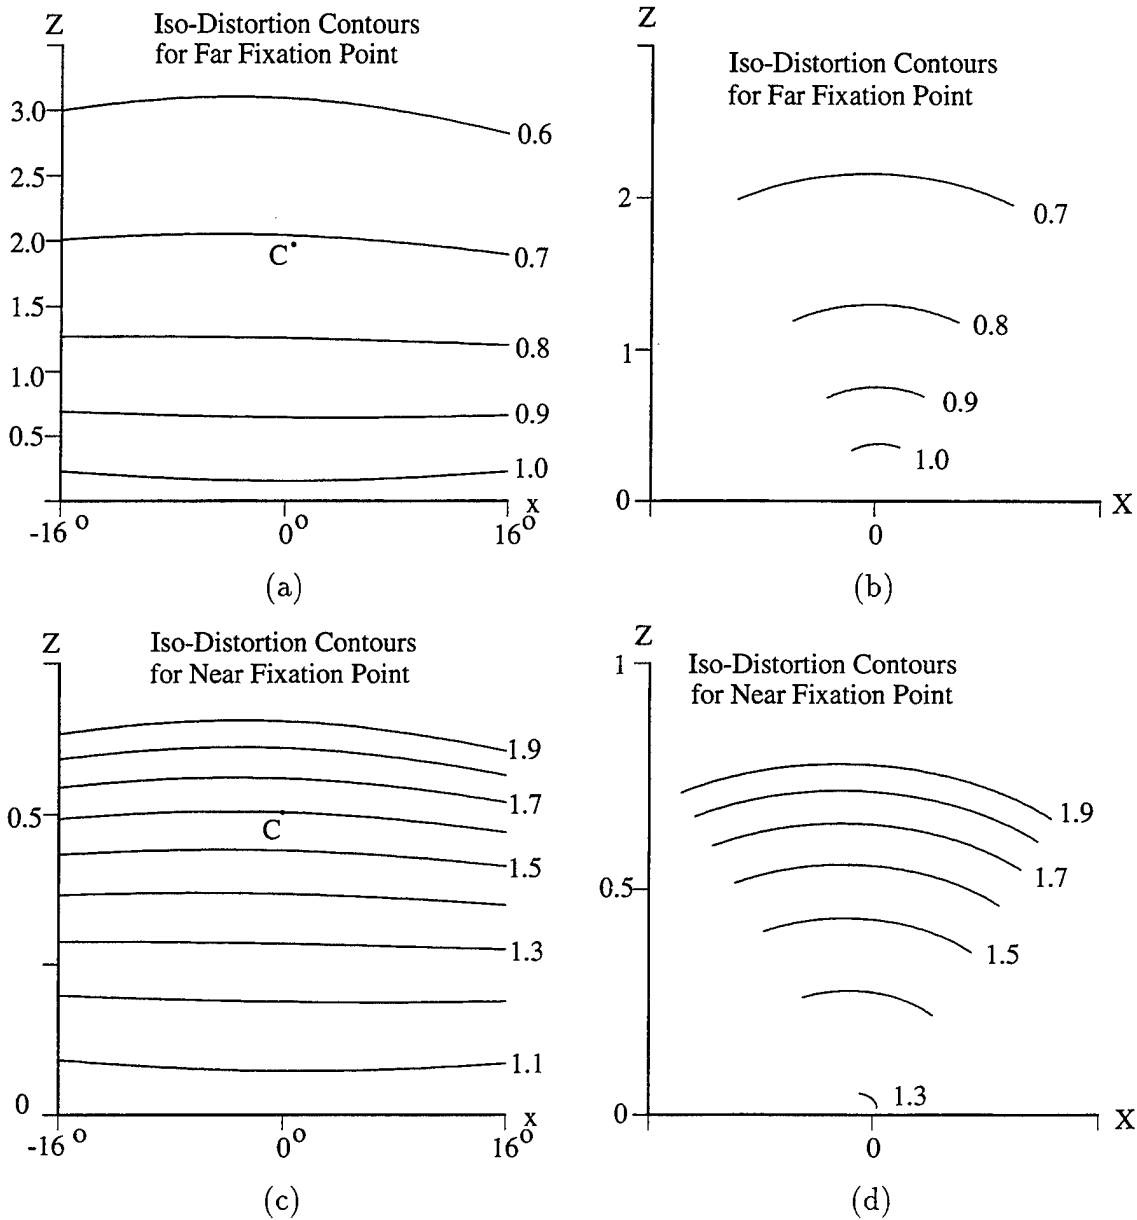 Z
Iso-Distortion Contours
for Far Fixation Point
3.0
2.5
2.0
1.5
1.0
0.5
0.6
0.7
0.8
0.9
1.0
C
x
-16°
0°
16°
(a)
Z
Iso-Distortion Contours
for Far Fixation Point
2
1
0
0.7
0.8
0.9
1.0
X
0
(b)
Z
Iso-Distortion Contours
for Near Fixation Point
0.5
0
1.9
1.7
1.5
1.3
1.1
C
x
-16°
0°
16°
(c)
Z
Iso-Distortion Contours
for Near Fixation Point
1
0.5
0
1.9
1.7
1.5
1.3
X
0
(d)